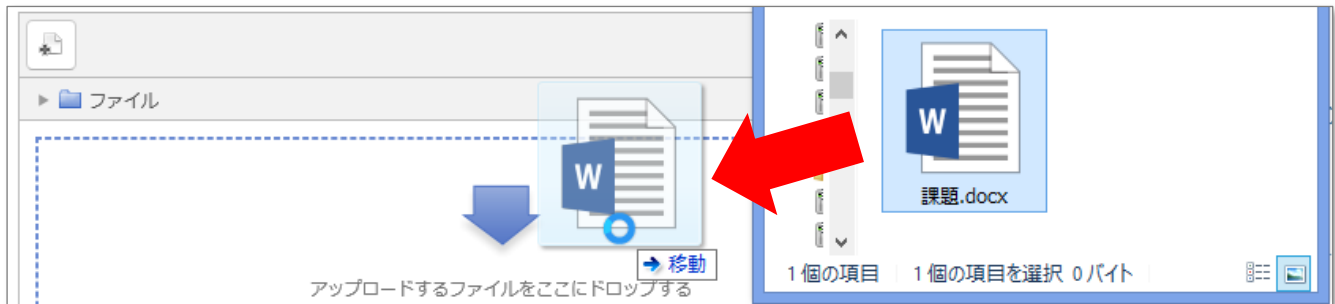 ファイル
W
移動
アップロードするファイルをここにドロップする
W
課題.docx
1個の項目 1個の項目を選択 0バイト